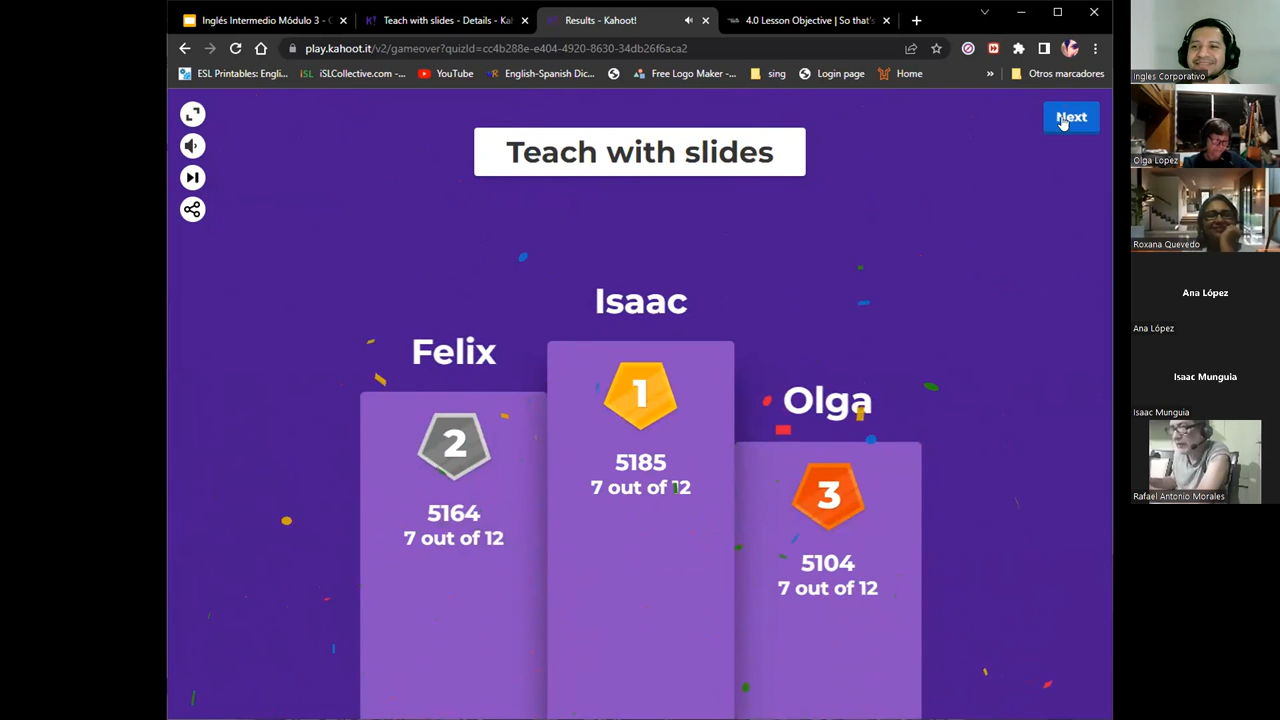 Inglés Intermedio Módulo 3 - G
Teach with slides - Details - Kah
Results - Kahoot!
4.0 Lesson Objective | So that's
play.kahoot.it/v2/gameover?quizId=cc4b288e-e404-4920-8630-34db26f6aca2
ESL Printables: Engli...
iSL
iSLCollective.com -...
YouTube
English-Spanish Dic...
Free Logo Maker -...
sing
Login page
Home
»
Otros marcadores
Next
Teach with slides
Isaac
Felix
Olga
1
5185
7 out of 12
2
5164
7 out of 12
3
5104
7 out of 12
Ingles Corporativo
Olga Lopez
Roxana Quevedo
Ana López
Ana López
Isaac Munguia
Isaac Munguia
Rafael Antonio Morales